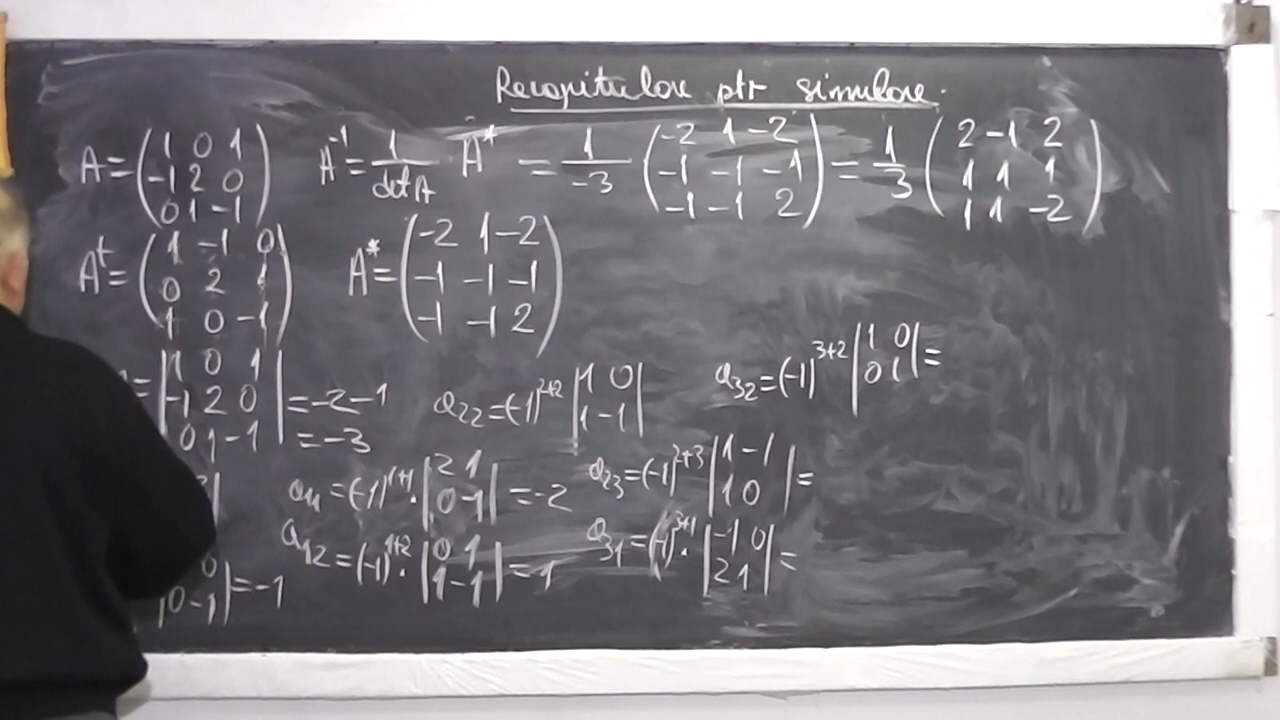 Recapitulare ptr simulare.
A = (1 0 1
-1 2 0
0 1 -1)
A^-1 = 1/det A · A* = 1/-3 (-2 1 -2
-1 -1 -1
-1 -1 2) = 1/3 (2 -1 2
1 1 1
1 1 -2)
A^t = (1 -1 0
0 2 1
1 0 -1)
A* = (-2 1 -2
-1 -1 -1
-1 -1 2)
= |1 0 1
-1 2 0
0 1 -1| = -2-1
= -3
a22 = (-1)^2+2 |1 0
1 -1|
a32 = (-1)^3+2 |1 0
0 1| =
a11 = (-1)^1+1 · |2 1
0 -1| = -2
a23 = (-1)^2+3 |1 -1
1 0| =
a12 = (-1)^1+2 · |0 1
1 -1| = 1
a31 = (-1)^3+1 · |-1 0
2 1| =
0
|0 -1| = -1